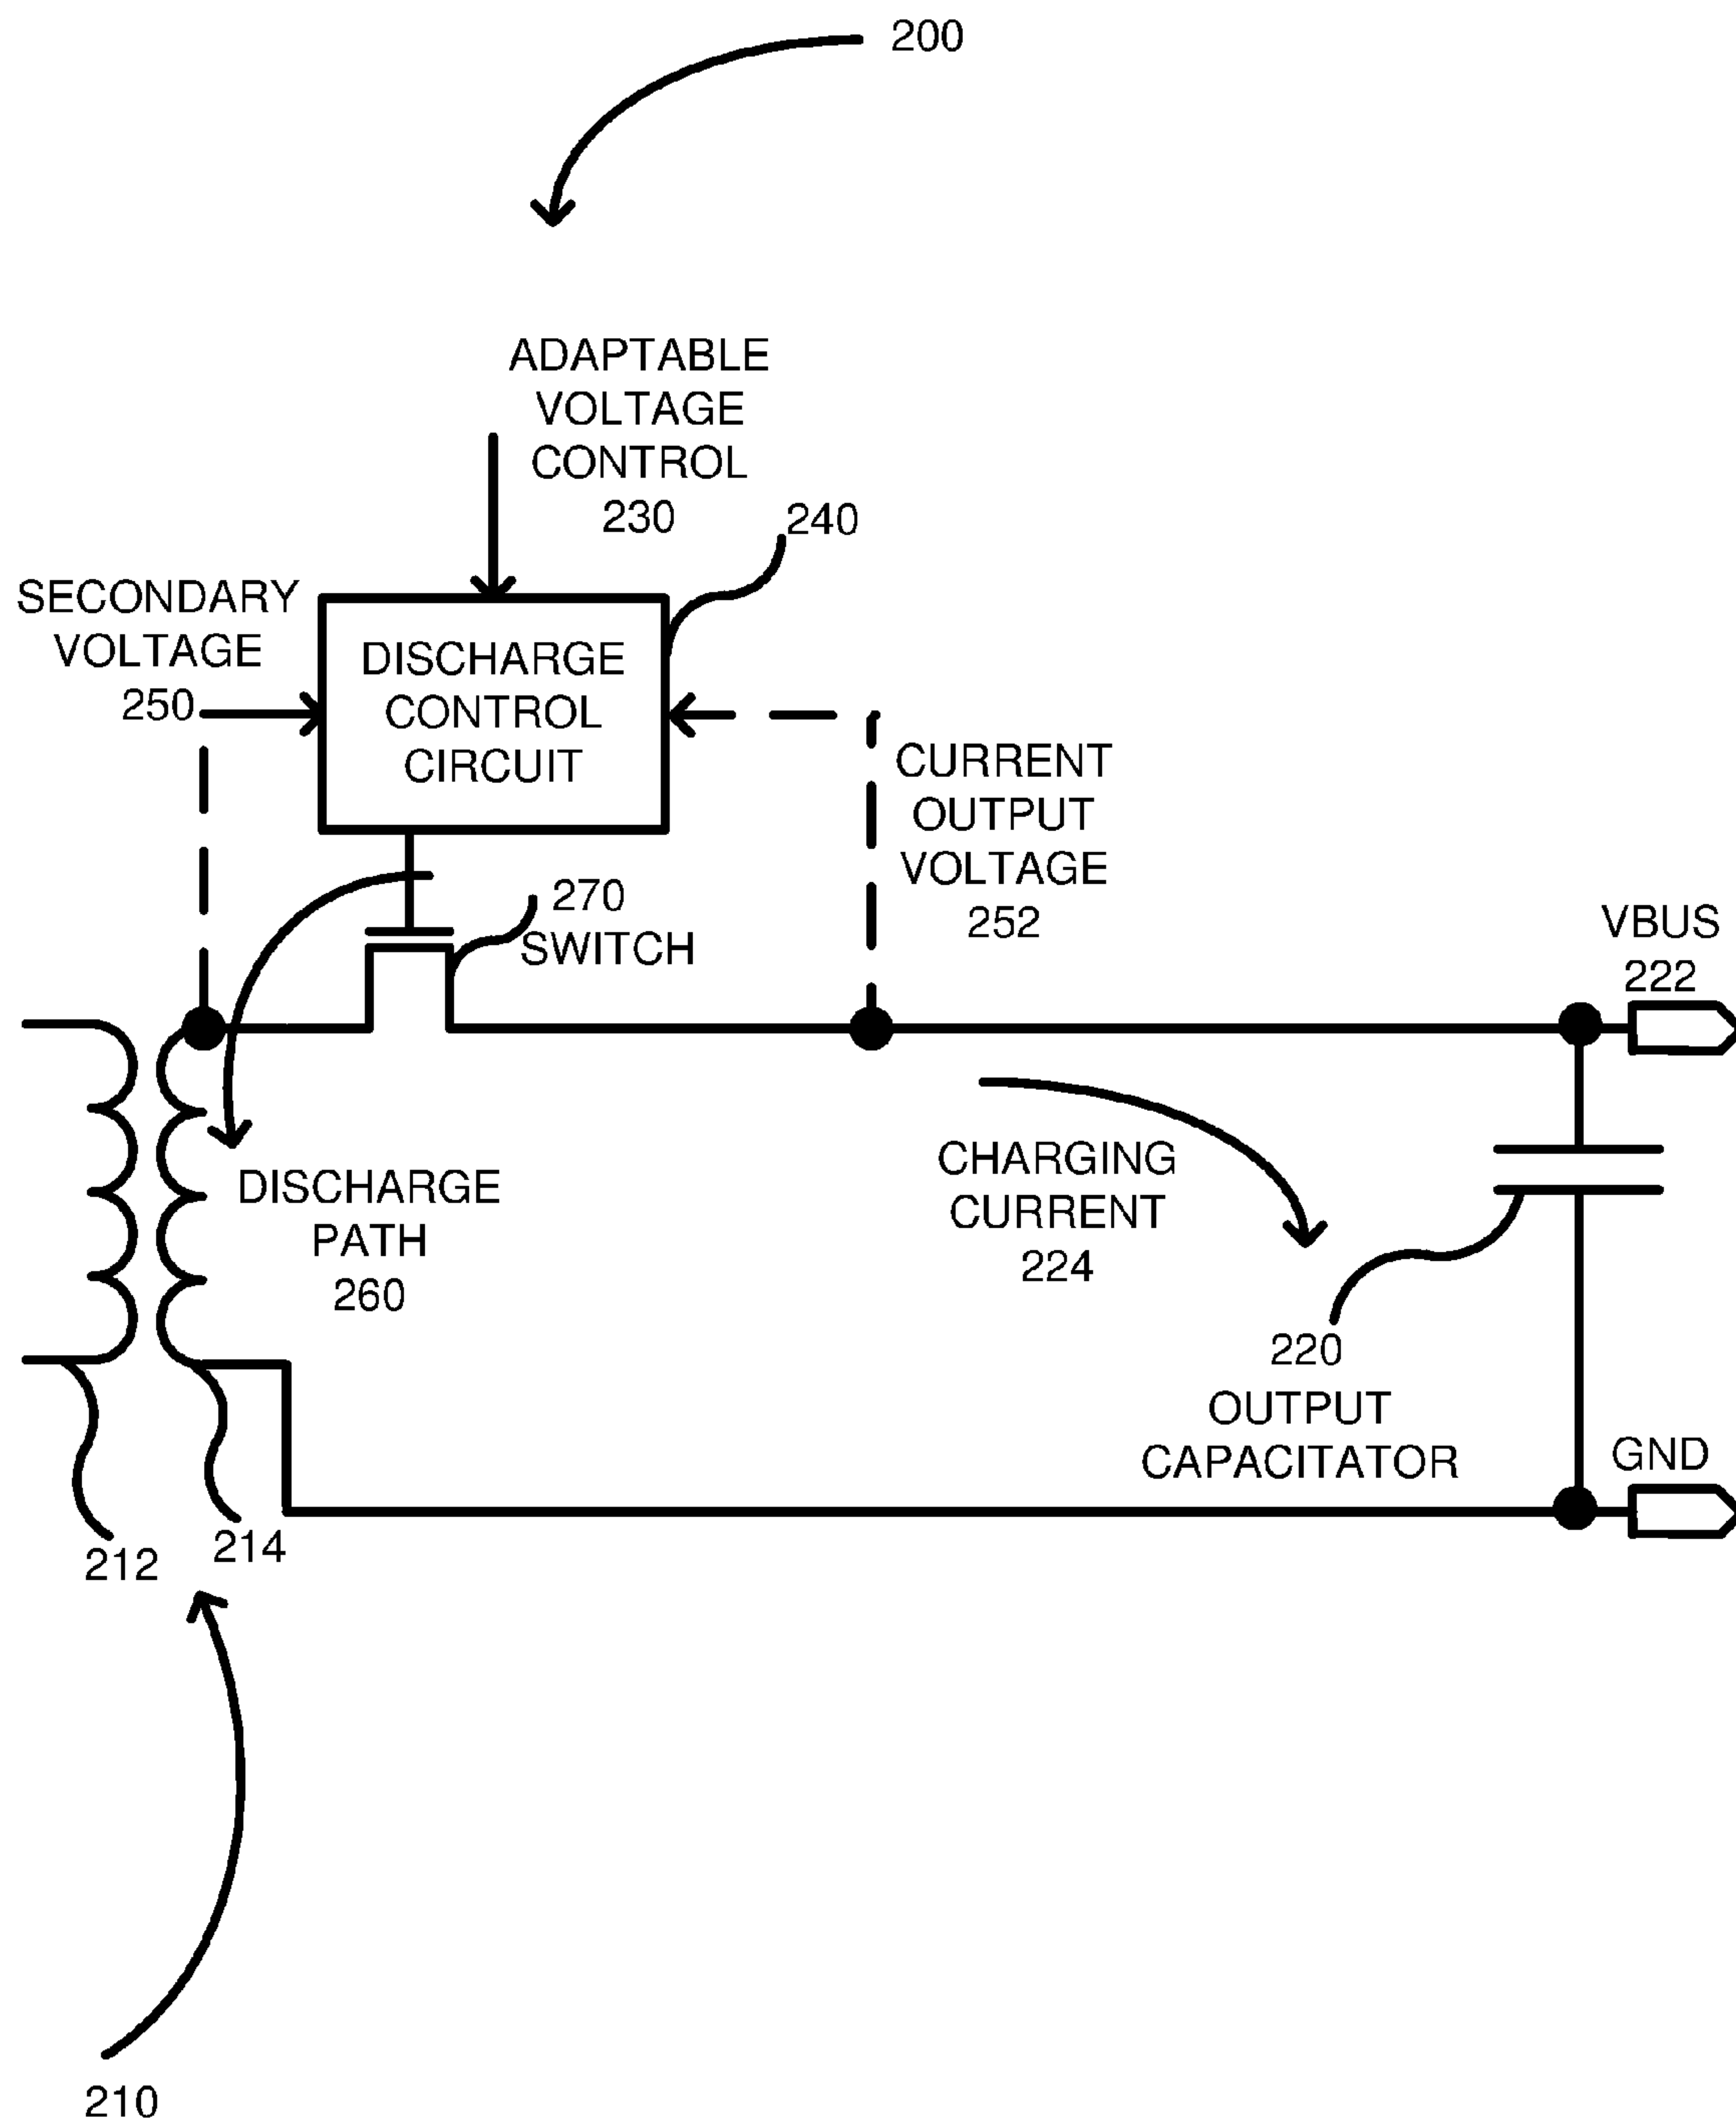 200
ADAPTABLE
VOLTAGE
CONTROL
230
240
SECONDARY
VOLTAGE
250
DISCHARGE
CONTROL
CIRCUIT
CURRENT
OUTPUT
VOLTAGE
252
270
SWITCH
VBUS
222
DISCHARGE
PATH
260
CHARGING
CURRENT
224
220
OUTPUT
CAPACITATOR
GND
212
214
210